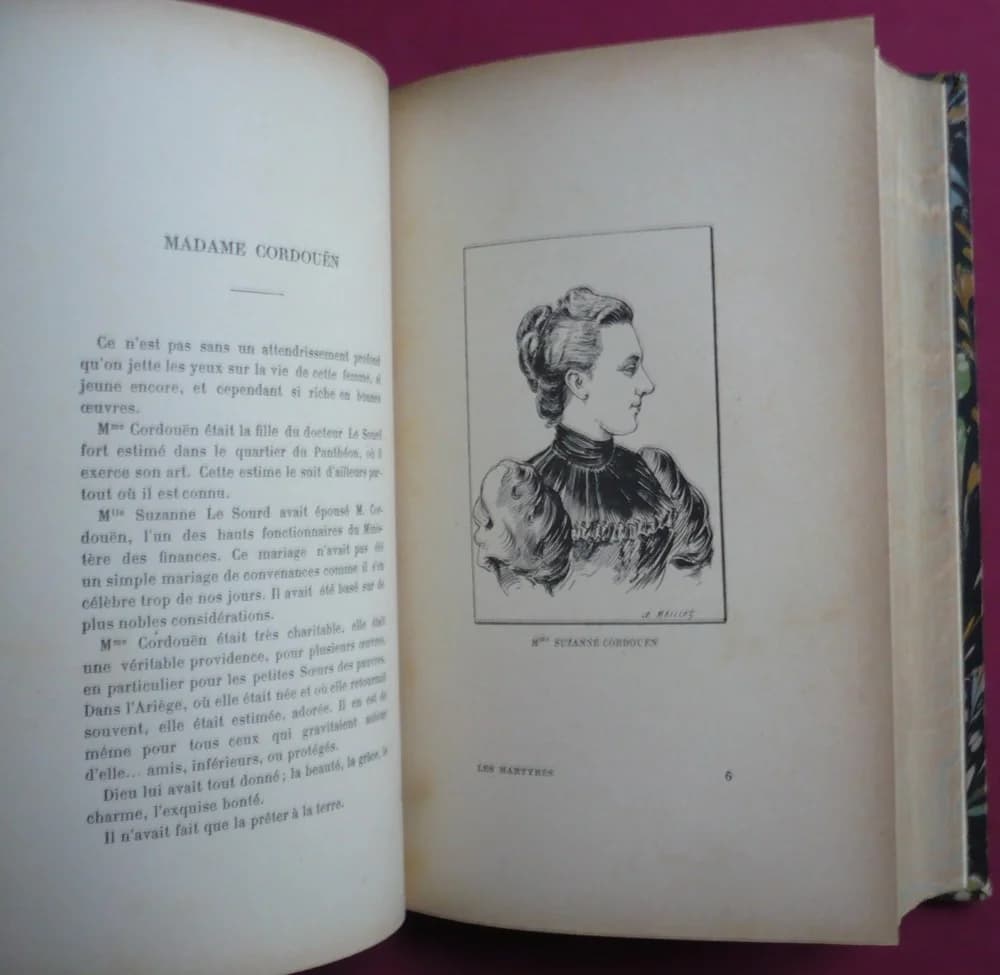 MADAME CORDOUËN
Ce n'est pas sans un attendrissement profond
qu'on jette les yeux sur la vie de cette femme, si
jeune encore, et cependant si riche en bonnes
œuvres.
Mme Cordouën était la fille du docteur Le Sourd
fort estimé dans le quartier du Panthéon, où il
exerce son art. Cette estime le suit d'ailleurs par-
tout où il est connu.
Mlle Suzanne Le Sourd avait épousé M. Cor-
douën, l'un des hauts fonctionnaires du Minis-
tère des finances. Ce mariage n'avait pas été
un simple mariage de convenances comme il s'en
célèbre trop de nos jours. Il avait été basé sur de
plus nobles considérations.
Mme Cordouën était très charitable, elle était
une véritable providence, pour plusieurs œuvres,
en particulier pour les petites Sœurs des pauvres.
Dans l'Ariège, où elle était née et où elle retournait
souvent, elle était estimée, adorée. Il en est de
même pour tous ceux qui gravitaient autour
d'elle... amis, inférieurs, ou protégés.
Dieu lui avait tout donné ; la beauté, la grâce, le
charme, l'exquise bonté.
Il n'avait fait que la prêter à la terre.
Mme SUZANNE CORDOUËN
LES MARTYRES 6